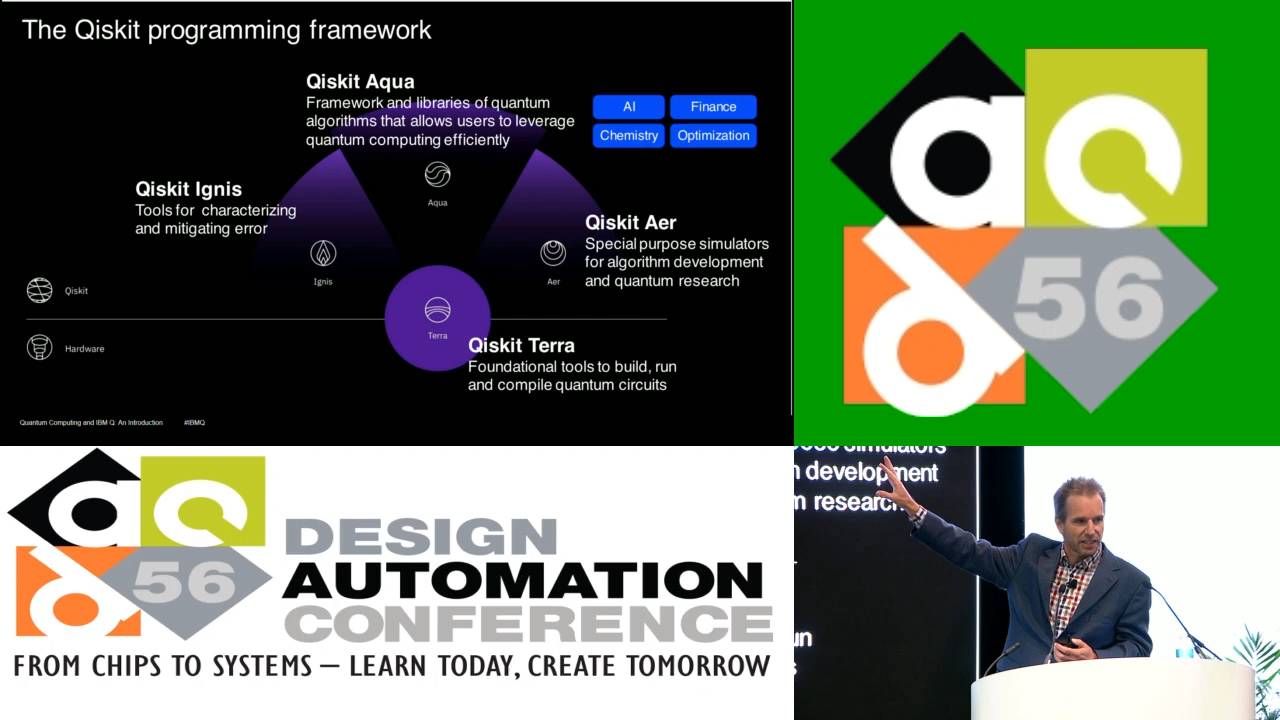 The Qiskit programming framework
Qiskit Aqua
Framework and libraries of quantum
algorithms that allows users to leverage
quantum computing efficiently
AI
Finance
Chemistry
Optimization
Aqua
Qiskit Ignis
Tools for characterizing
and mitigating error
Ignis
Qiskit Aer
Special purpose simulators
for algorithm development
and quantum research
Aer
Qiskit
Terra
Hardware
Qiskit Terra
Foundational tools to build, run
and compile quantum circuits
Quantum Computing and IBM Q: An Introduction #IBMQ
dac
56
dac
56
DESIGN
AUTOMATION
CONFERENCE
FROM CHIPS TO SYSTEMS — LEARN TODAY, CREATE TOMORROW
simulators
development
research